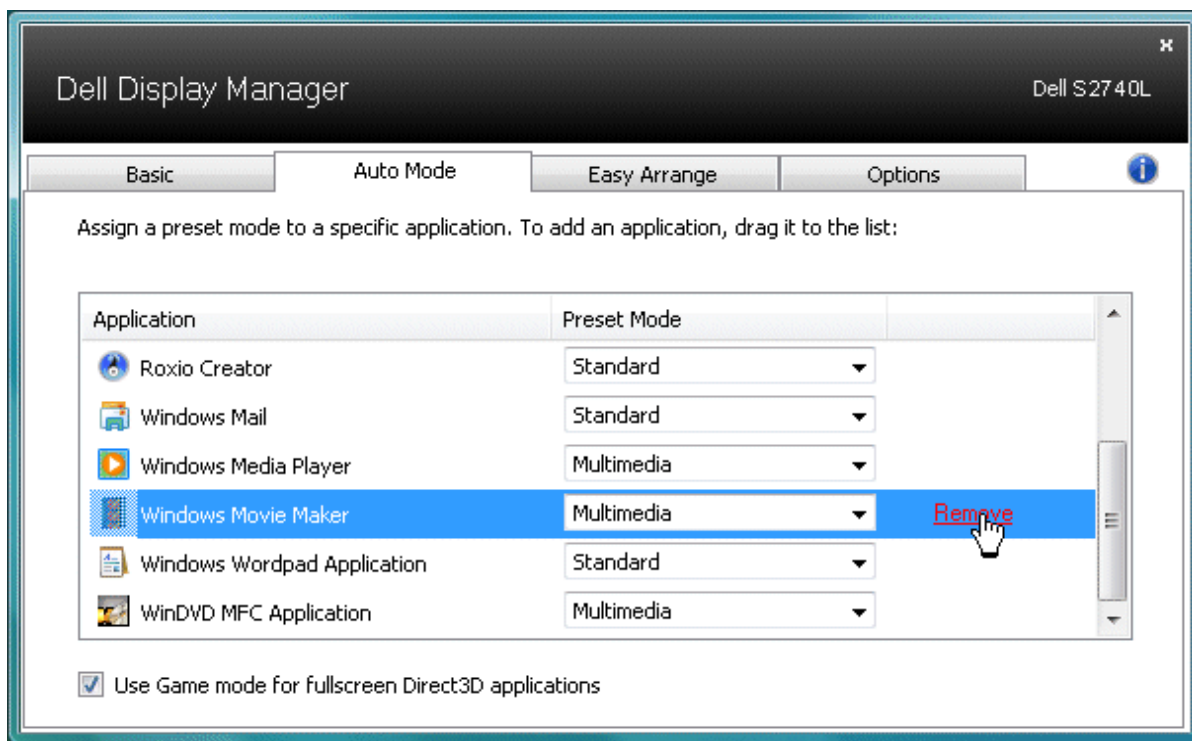 x
Dell Display Manager
Dell S2740L
Basic Auto Mode Easy Arrange Options
Assign a preset mode to a specific application. To add an application, drag it to the list:
Application Preset Mode
Roxio Creator Standard
Windows Mail Standard
Windows Media Player Multimedia
Windows Movie Maker Multimedia Remove
Windows Wordpad Application Standard
WinDVD MFC Application Multimedia
Use Game mode for fullscreen Direct3D applications